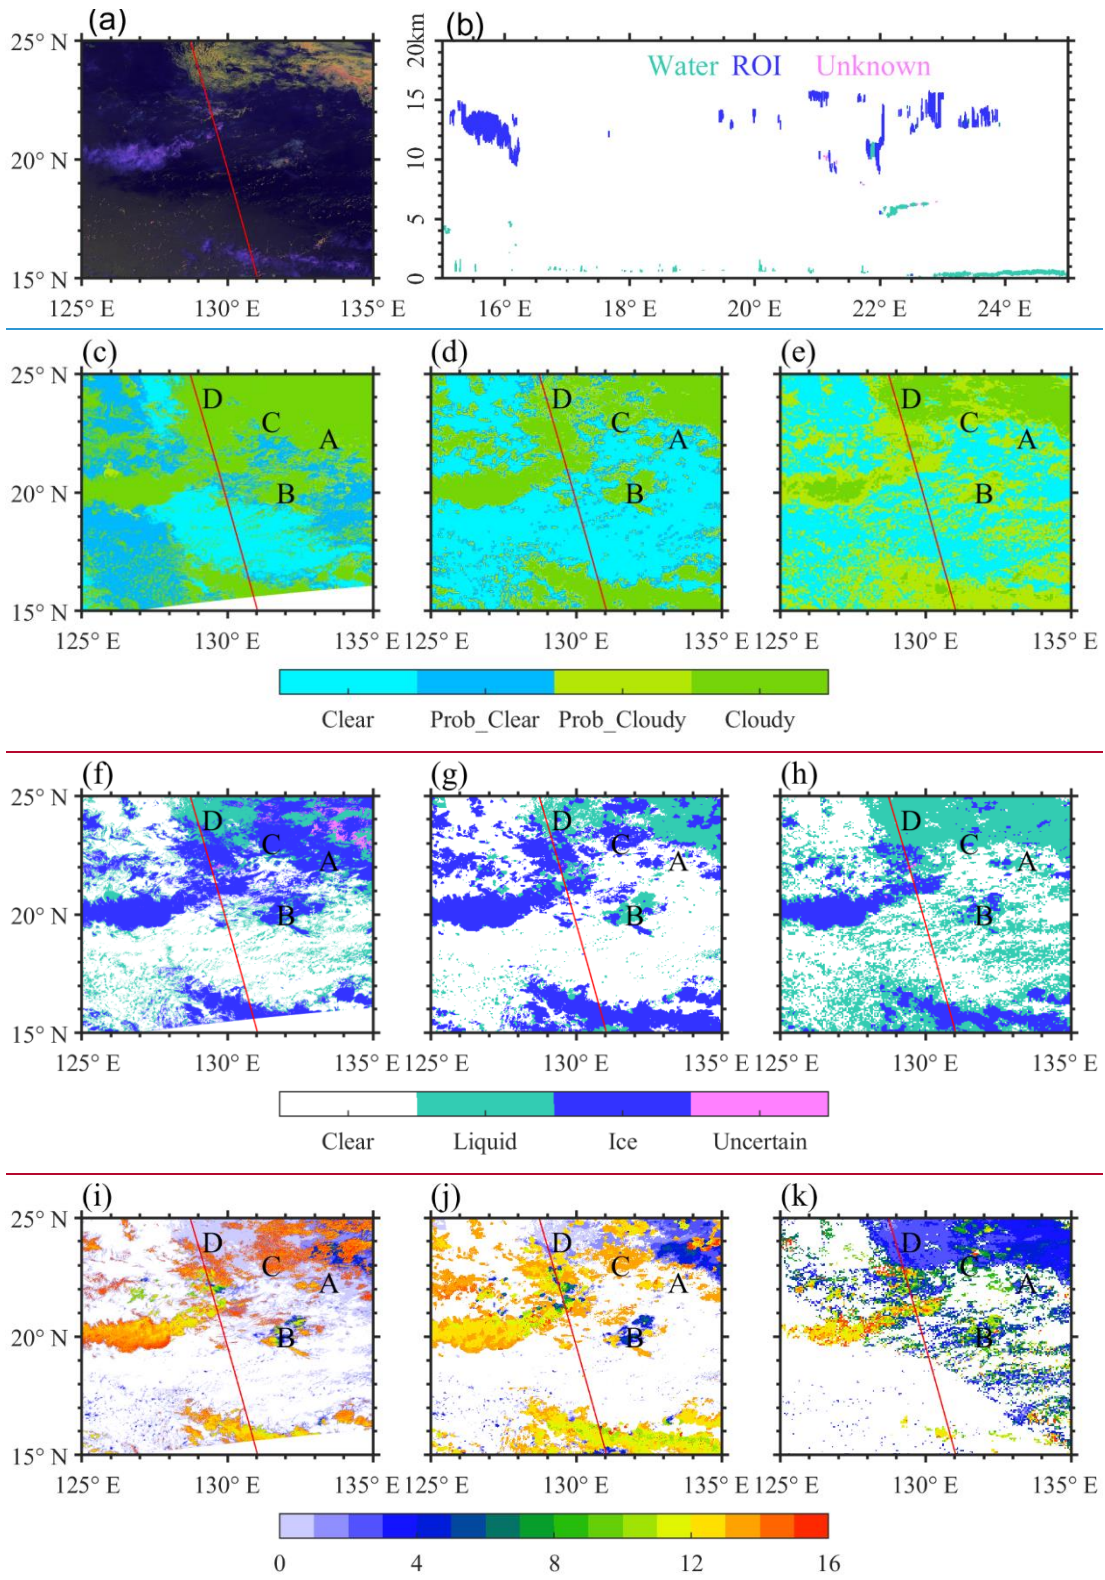 (a) (b)
25° N
20° N
15° N
125° E 130° E 135° E
20km
15
10
5
0
Water ROI Unknown
16° E 18° E 20° E 22° E 24° E
(c) (d) (e)
25° N
20° N
15° N
D C A B
D C A B
D C A B
125° E 130° E 135° E 125° E 130° E 135° E 125° E 130° E 135° E
Clear Prob_Clear Prob_Cloudy Cloudy
(f) (g) (h)
25° N
20° N
15° N
D C A B
D C A B
D C A B
125° E 130° E 135° E 125° E 130° E 135° E 125° E 130° E 135° E
Clear Liquid Ice Uncertain
(i) (j) (k)
25° N
20° N
15° N
D C A B
D C A B
D C A B
125° E 130° E 135° E 125° E 130° E 135° E 125° E 130° E 135° E
0 4 8 12 16